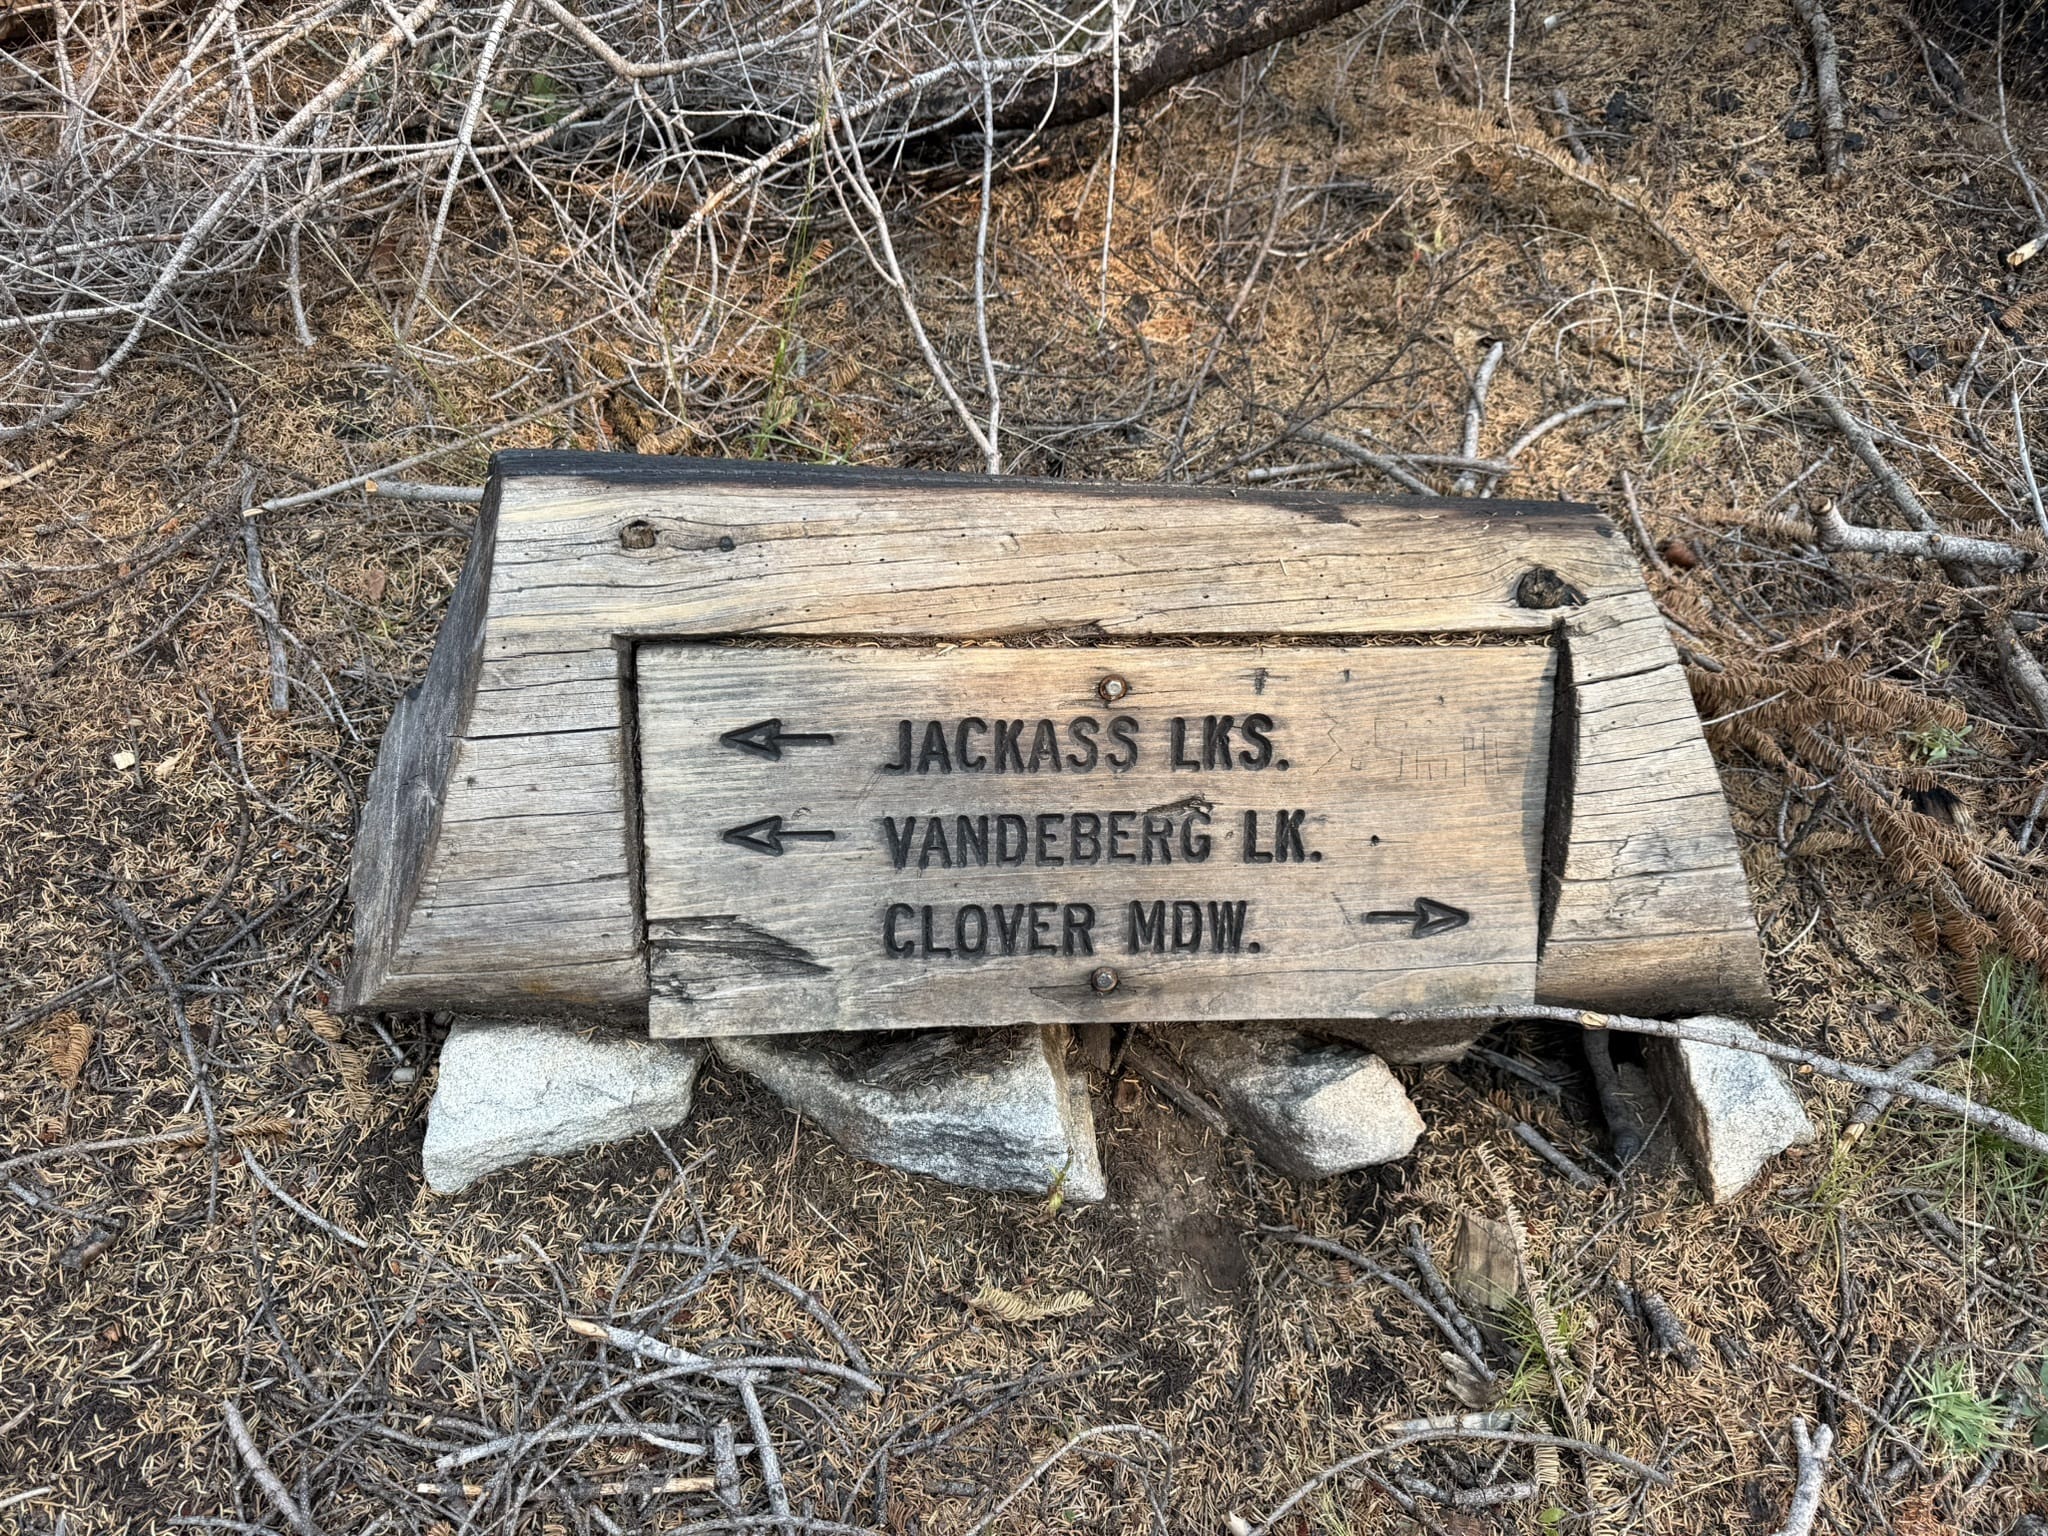 ← JACKASS LKS.
← VANDEBERG LK.
CLOVER MDW. →